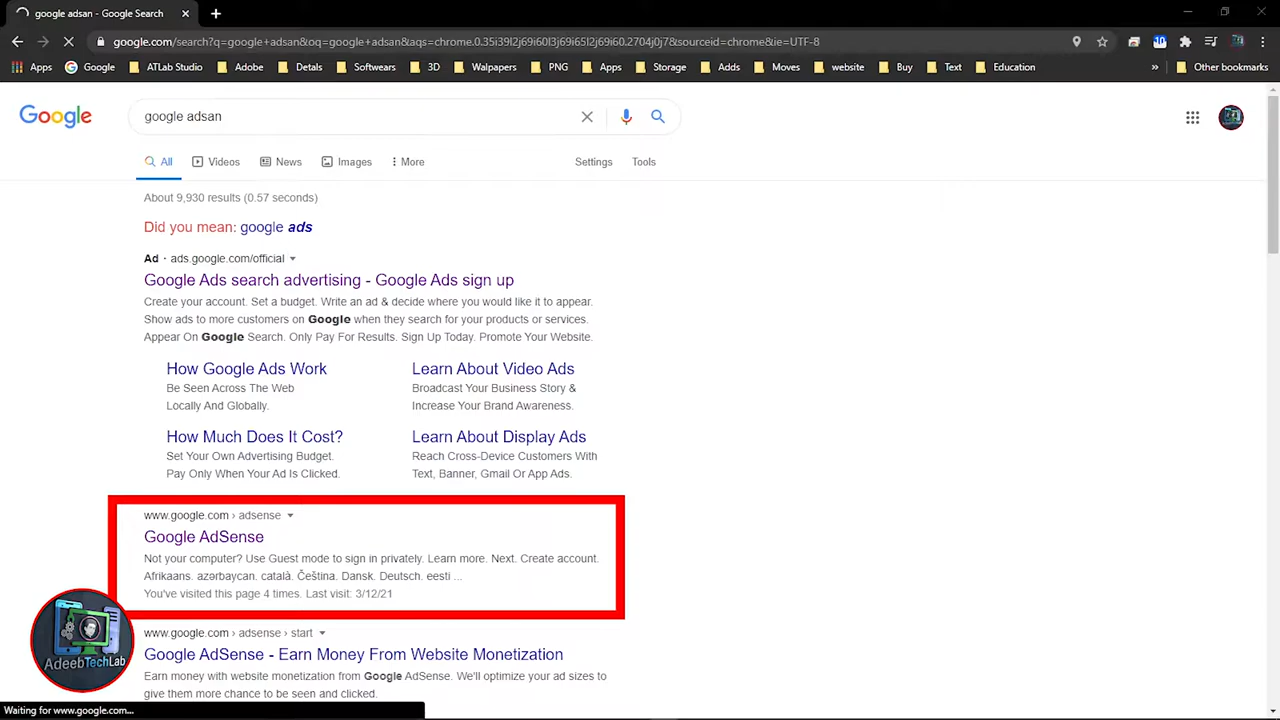 google adsan - Google Search
google.com/search?q=google+adsan&oq=google+adsan&aqs=chrome.0.35i39l2j69i60l3j69i65l2j69i60.2704j0j7&sourceid=chrome&ie=UTF-8
Apps Google ATLab Studio Adobe Detals Softwears 3D Welpapers PNG Apps Storage Adds Moves website Buy Text Education » Other bookmarks
Google
google adsan
All Videos News Images More Settings Tools
About 9,930 results (0.57 seconds)
Did you mean: google ads
Ad · ads.google.com/official
Google Ads search advertising - Google Ads sign up
Create your account. Set a budget. Write an ad & decide where you would like it to appear.
Show ads to more customers on Google when they search for your products or services.
Appear On Google Search. Only Pay For Results. Sign Up Today. Promote Your Website.
How Google Ads Work
Be Seen Across The Web
Locally And Globally.
Learn About Video Ads
Broadcast Your Business Story &
Increase Your Brand Awareness.
How Much Does It Cost?
Set Your Own Advertising Budget.
Pay Only When Your Ad Is Clicked.
Learn About Display Ads
Reach Cross-Device Customers With
Text, Banner, Gmail Or App Ads.
www.google.com › adsense
Google AdSense
Not your computer? Use Guest mode to sign in privately. Learn more. Next. Create account.
Afrikaans. azərbaycan. català. Čeština. Dansk. Deutsch. eesti ...
You've visited this page 4 times. Last visit: 3/12/21
www.google.com › adsense › start
Google AdSense - Earn Money From Website Monetization
Earn money with website monetization from Google AdSense. We'll optimize your ad sizes to
give them more chance to be seen and clicked.
AdeebTechLab
Waiting for www.google.com...